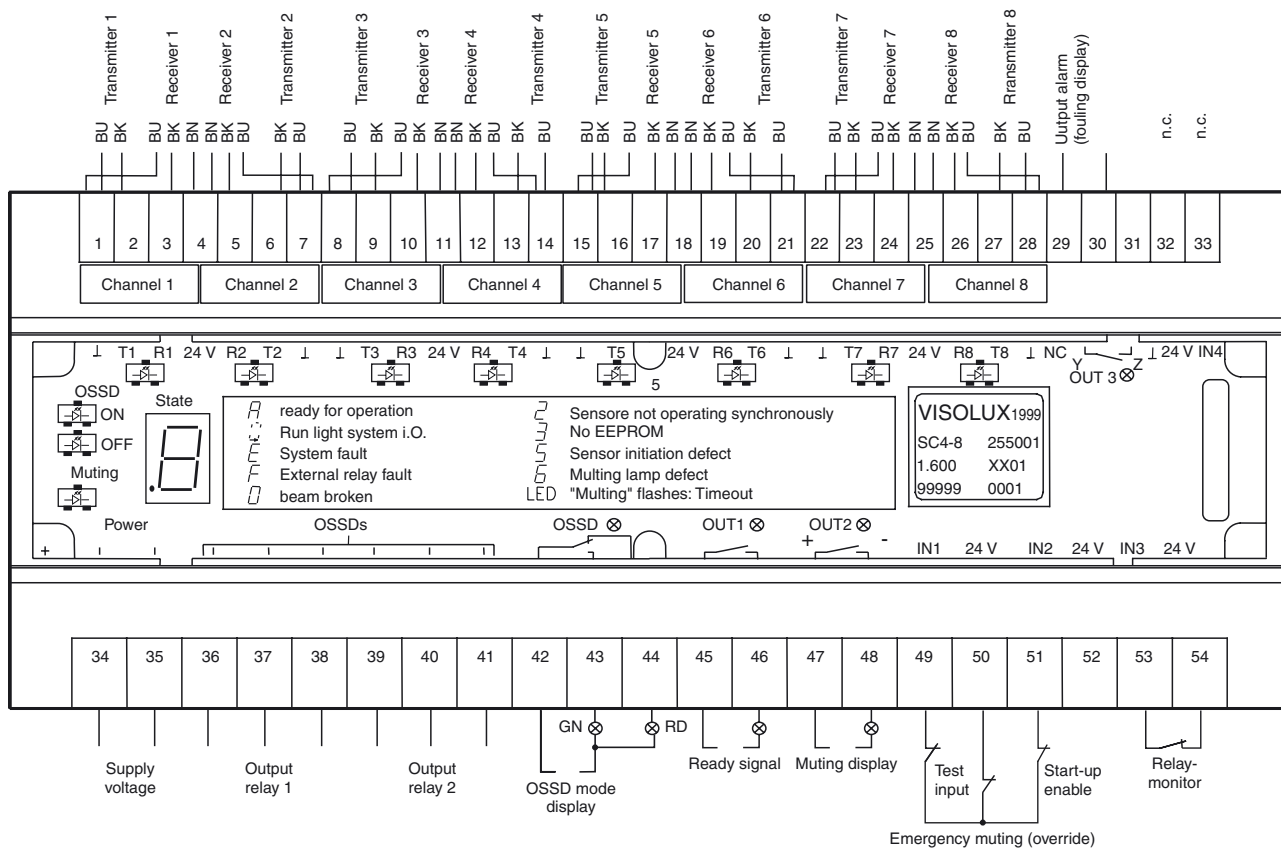 Transmitter 1 Receiver 1 Receiver 2 Transmitter 2 Transmitter 3 Receiver 3 Receiver 4 Transmitter 4 Transmitter 5 Receiver 5 Receiver 6 Transmitter 6 Transmitter 7 Receiver 7 Receiver 8 Rransmitter 8 Uutput alarm (fouling display) n.c. n.c.
BU BK BU BK BN BN BK BU BK BU BU BK BU BK BN BN BK BU BK BU BU BK BU BK BN BN BK BU BK BU BU BK BU BK BN BN BK BU BK BU
1 2 3 4 5 6 7 8 9 10 11 12 13 14 15 16 17 18 19 20 21 22 23 24 25 26 27 28 29 30 31 32 33
Channel 1 Channel 2 Channel 3 Channel 4 Channel 5 Channel 6 Channel 7 Channel 8
⊥ T1 R1 24 V R2 T2 ⊥ ⊥ T3 R3 24 V R4 T4 ⊥ ⊥ T5 24 V R6 T6 ⊥ ⊥ T7 R7 24 V R8 T8 ⊥ NC Y Z ⊥ 24 V IN4
OUT 3
5
OSSD
ON
OFF
Muting
State
8
A ready for operation
Run light system i.O.
E System fault
F External relay fault
0 beam broken
2 Sensore not operating synchronously
3 No EEPROM
5 Sensor initiation defect
6 Multing lamp defect
LED "Multing" flashes: Timeout
VISOLUX 1999
SC4-8 255001
1.600 XX01
99999 0001
Power OSSDs OSSD OUT1 OUT2
+ + - IN1 24 V IN2 24 V IN3 24 V
34 35 36 37 38 39 40 41 42 43 44 45 46 47 48 49 50 51 52 53 54
GN RD
Supply voltage
Output relay 1
Output relay 2
OSSD mode display
Ready signal
Muting display
Test input
Start-up enable
Relay-monitor
Emergency muting (override)